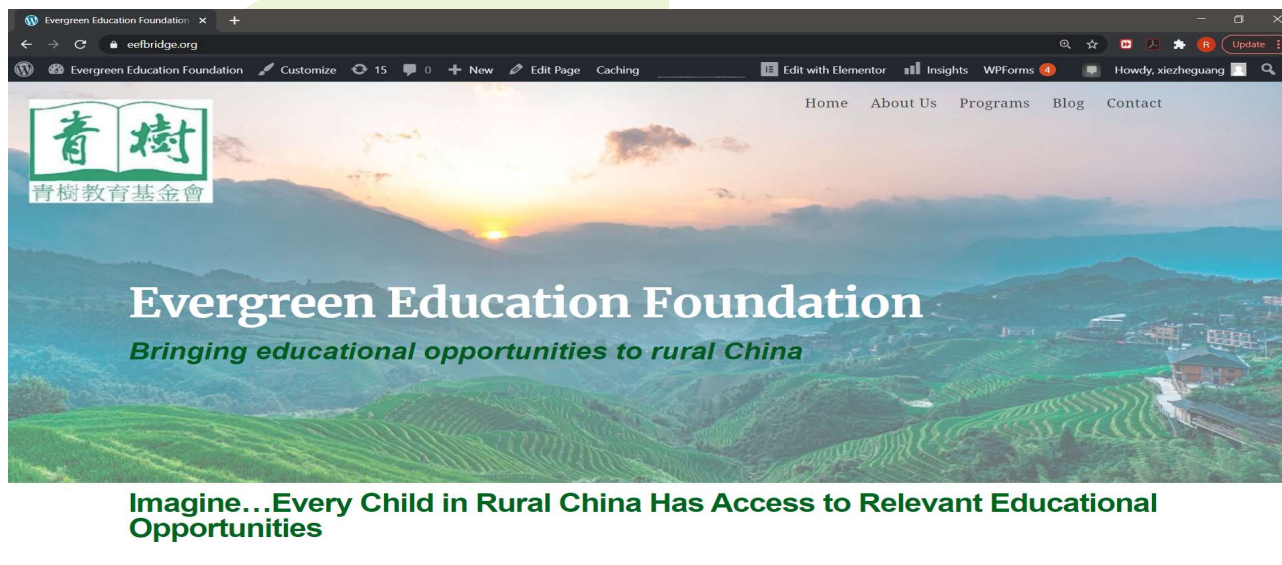 Evergreen Education Foundation
eefbridge.org
Update
Evergreen Education Foundation Customize 15 0 New Edit Page Caching Edit with Elementor Insights WPForms 4 Howdy, xiezheguang
Home About Us Programs Blog Contact
青樹
青樹教育基金會
Evergreen Education Foundation
Bringing educational opportunities to rural China
Imagine...Every Child in Rural China Has Access to Relevant Educational
Opportunities